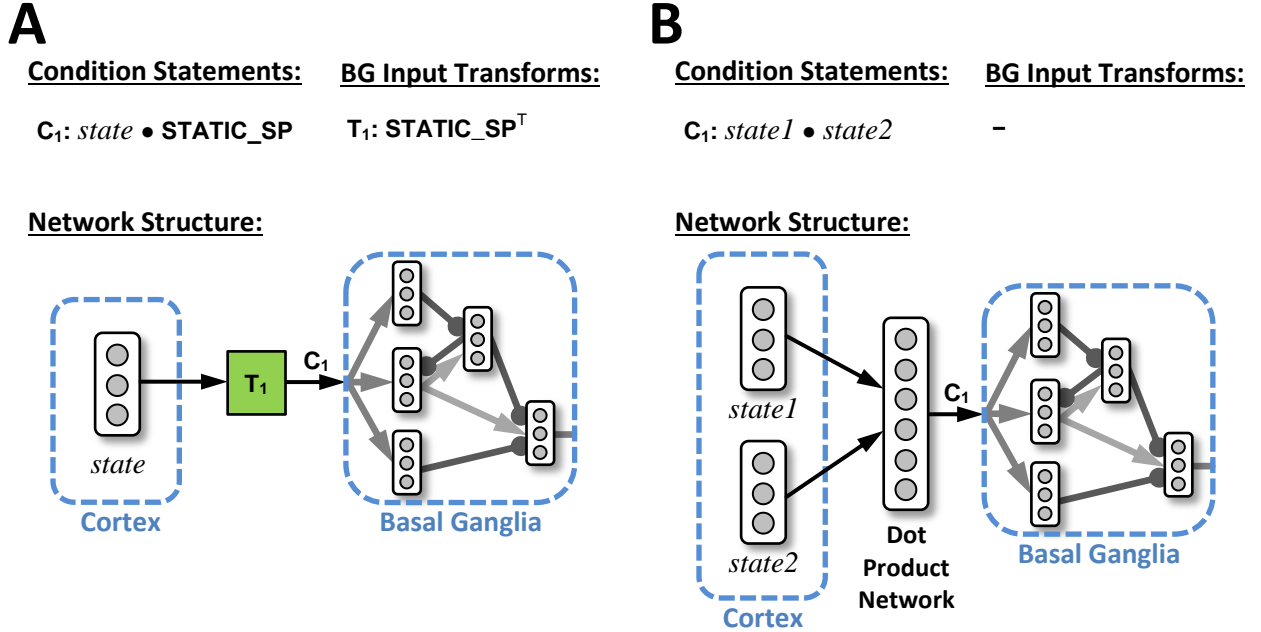 A
Condition Statements:
BG Input Transforms:
C₁: state • STATIC_SP
T₁: STATIC_SPᵀ
Network Structure:
T₁
C₁
state
Cortex
Basal Ganglia
B
Condition Statements:
BG Input Transforms:
C₁: state1 • state2
–
Network Structure:
state1
C₁
state2
Dot
Product
Network
Basal Ganglia
Cortex